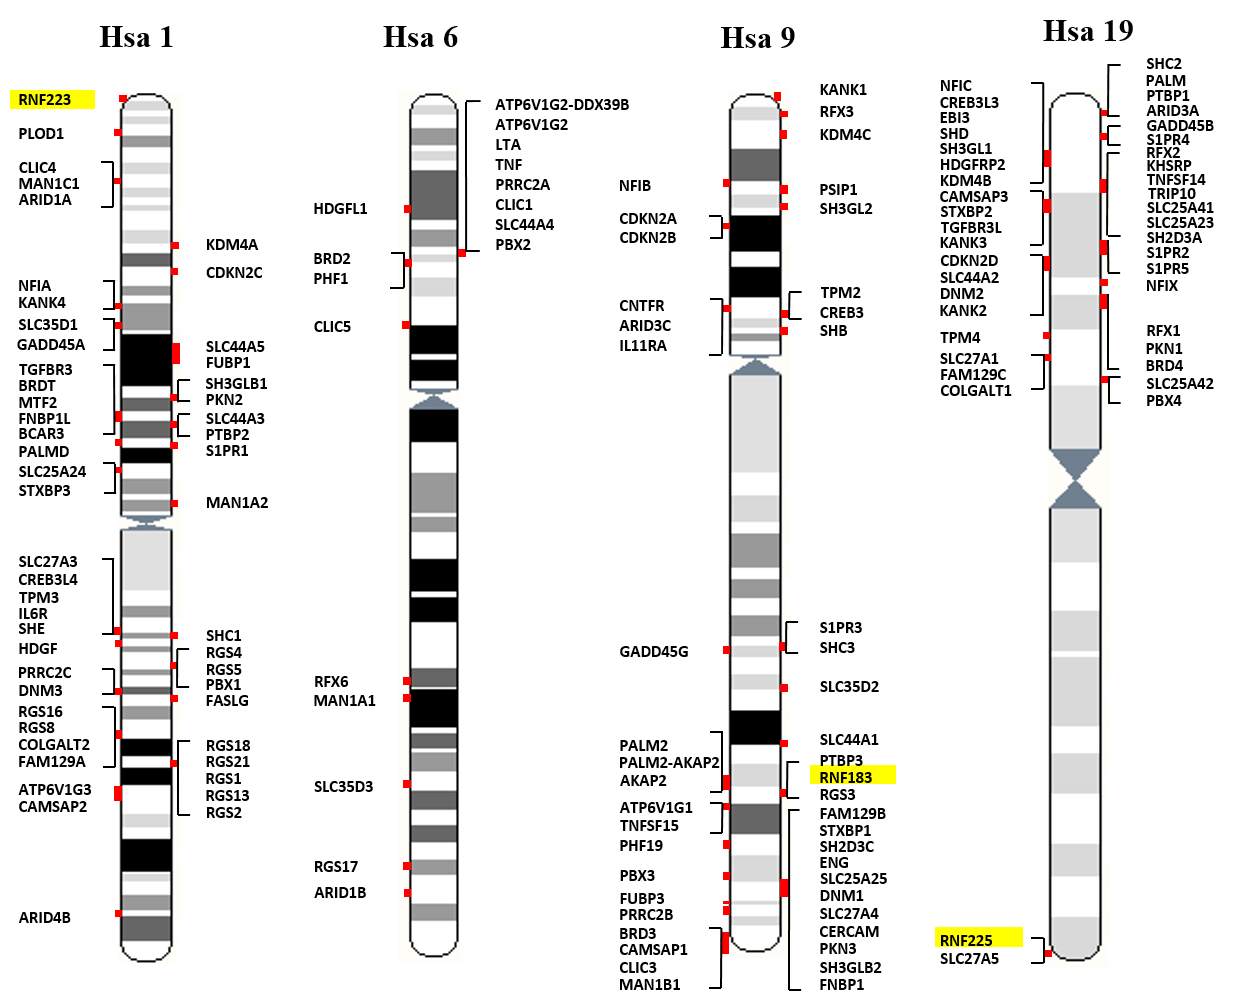 Hsa 1
RNF223
PLOD1
CLIC4
MAN1C1
ARID1A
NFIA
KANK4
SLC35D1
GADD45A
TGFBR3
BRDT
MTF2
FNBP1L
BCAR3
PALMD
SLC25A24
STXBP3
SLC27A3
CREB3L4
TPM3
IL6R
SHE
HDGF
PRRC2C
DNM3
RGS16
RGS8
COLGALT2
FAM129A
ATP6V1G3
CAMSAP2
ARID4B
KDM4A
CDKN2C
SLC44A5
FUBP1
SH3GLB1
PKN2
SLC44A3
PTBP2
S1PR1
MAN1A2
SHC1
RGS4
RGS5
PBX1
FASLG
RGS18
RGS21
RGS1
RGS13
RGS2
Hsa 6
HDGFL1
BRD2
PHF1
CLIC5
RFX6
MAN1A1
SLC35D3
RGS17
ARID1B
ATP6V1G2-DDX39B
ATP6V1G2
LTA
TNF
PRRC2A
CLIC1
SLC44A4
PBX2
Hsa 9
NFIB
CDKN2A
CDKN2B
CNTFR
ARID3C
IL11RA
GADD45G
PALM2
PALM2-AKAP2
AKAP2
ATP6V1G1
TNFSF15
PHF19
PBX3
FUBP3
PRRC2B
BRD3
CAMSAP1
CLIC3
MAN1B1
KANK1
RFX3
KDM4C
PSIP1
SH3GL2
TPM2
CREB3
SHB
S1PR3
SHC3
SLC35D2
SLC44A1
PTBP3
RNF183
RGS3
FAM129B
STXBP1
SH2D3C
ENG
SLC25A25
DNM1
SLC27A4
CERCAM
PKN3
SH3GLB2
FNBP1
Hsa 19
NFIC
CREB3L3
EBI3
SHD
SH3GL1
HDGFRP2
KDM4B
CAMSAP3
STXBP2
TGFBR3L
KANK3
CDKN2D
SLC44A2
DNM2
KANK2
TPM4
SLC27A1
FAM129C
COLGALT1
RNF225
SLC27A5
SHC2
PALM
PTBP1
ARID3A
GADD45B
S1PR4
RFX2
KHSRP
TNFSF14
TRIP10
SLC25A41
SLC25A23
SH2D3A
S1PR2
S1PR5
NFIX
RFX1
PKN1
BRD4
SLC25A42
PBX4